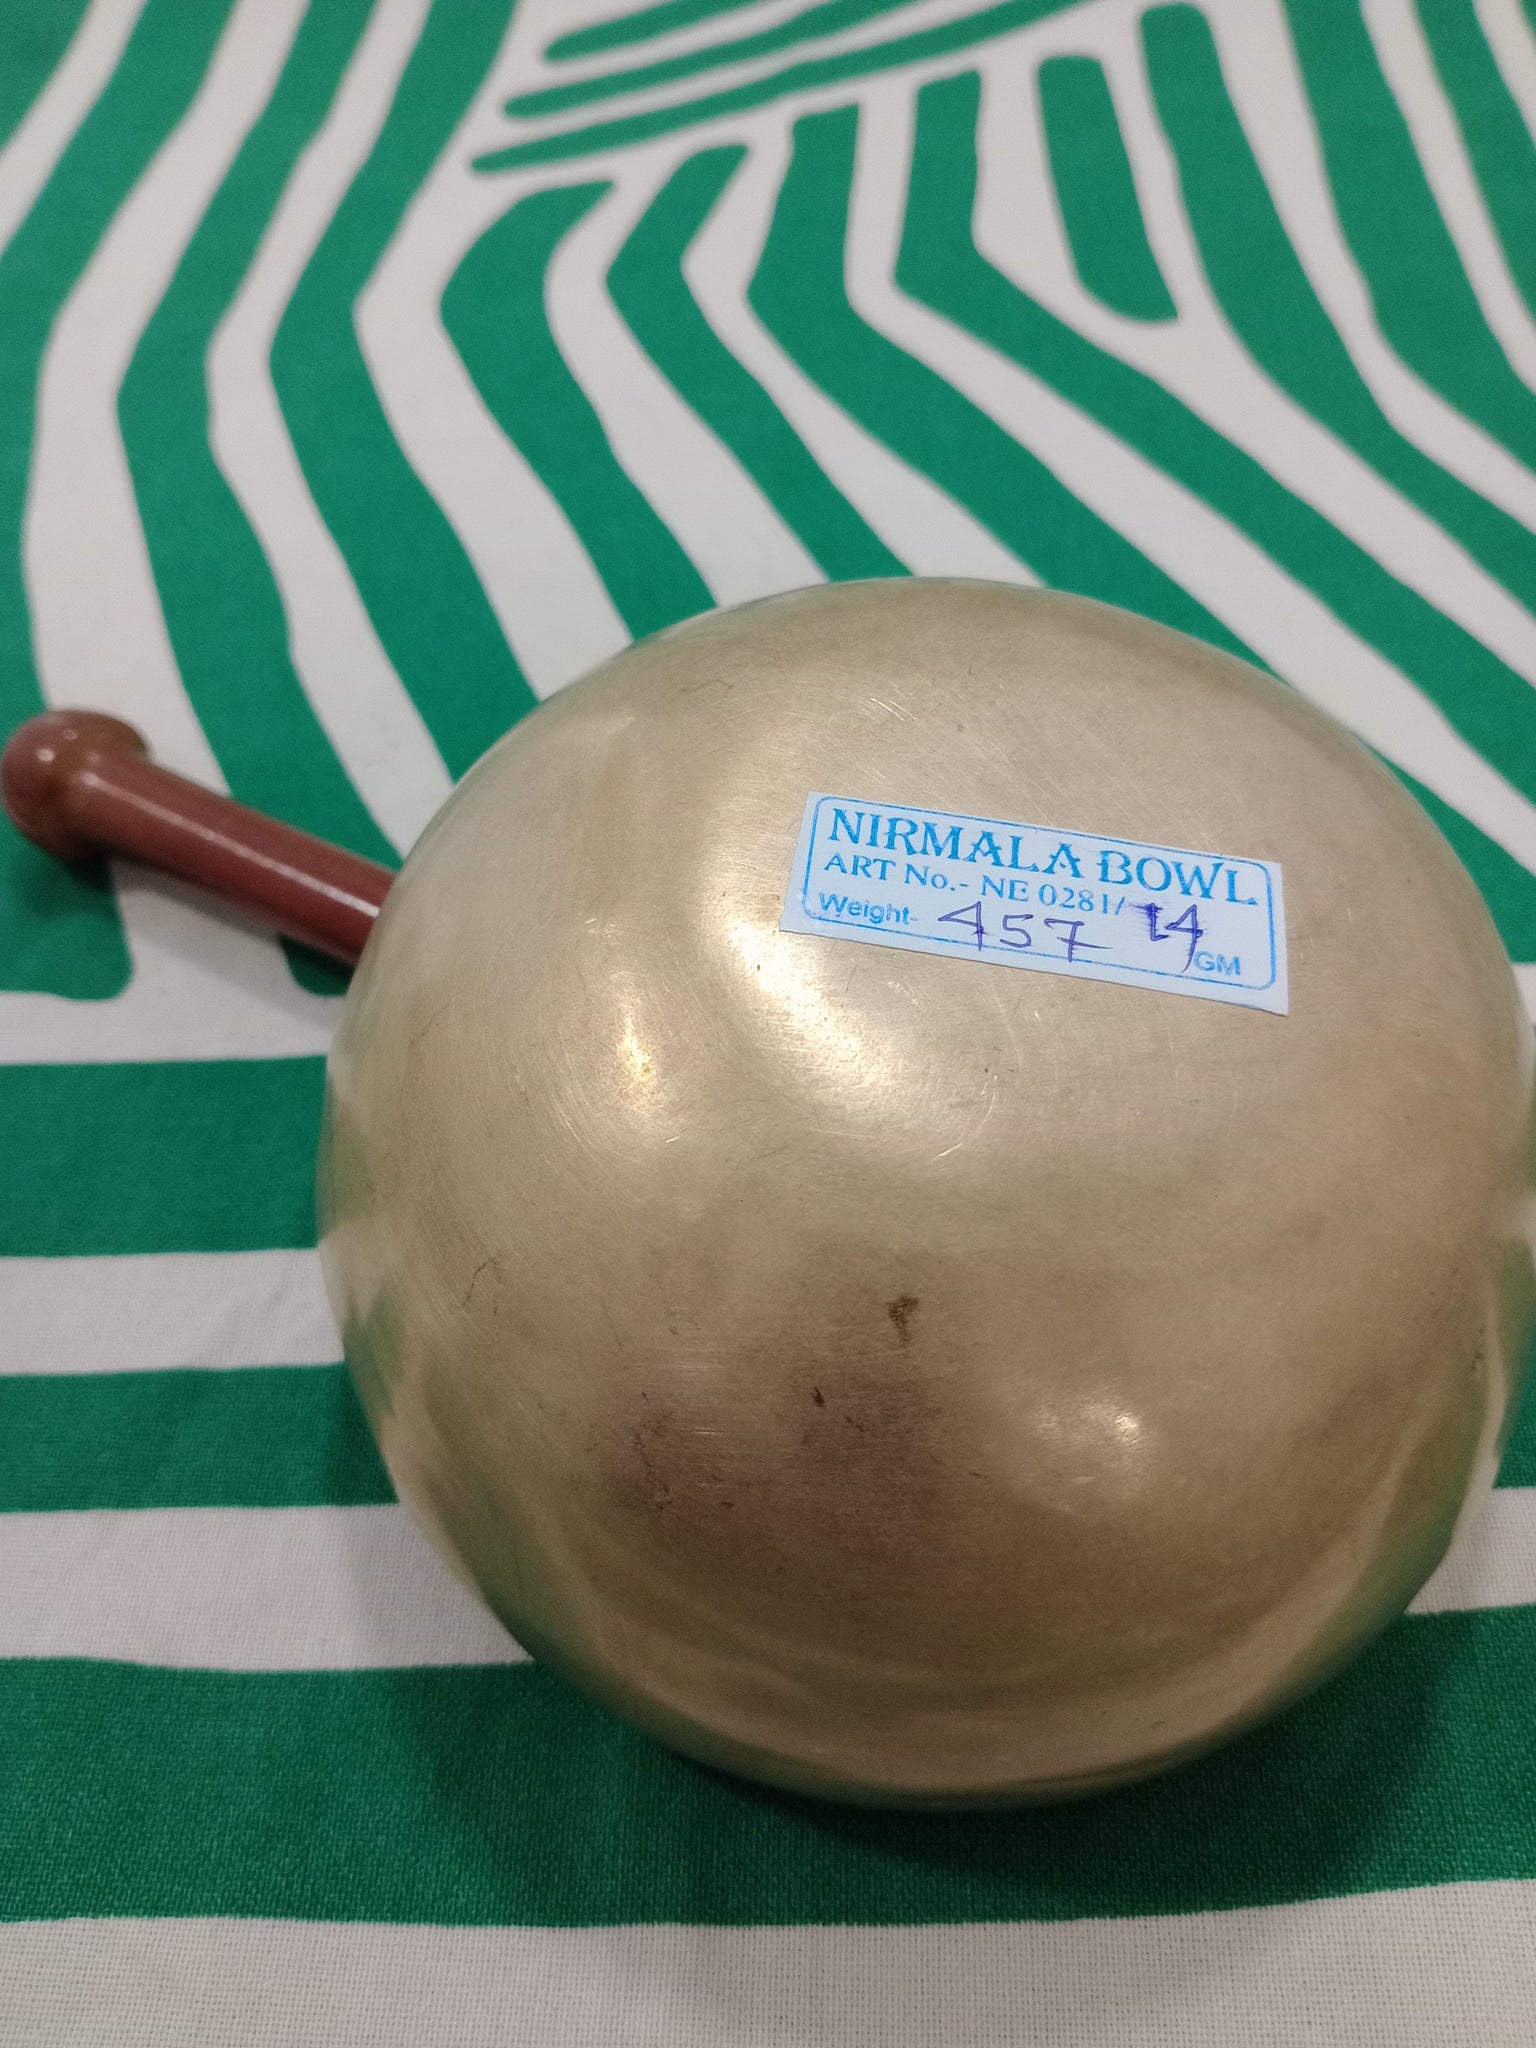 NIRMALA BOWL
ART No.- NE 0281/14
Weight- 457 GM